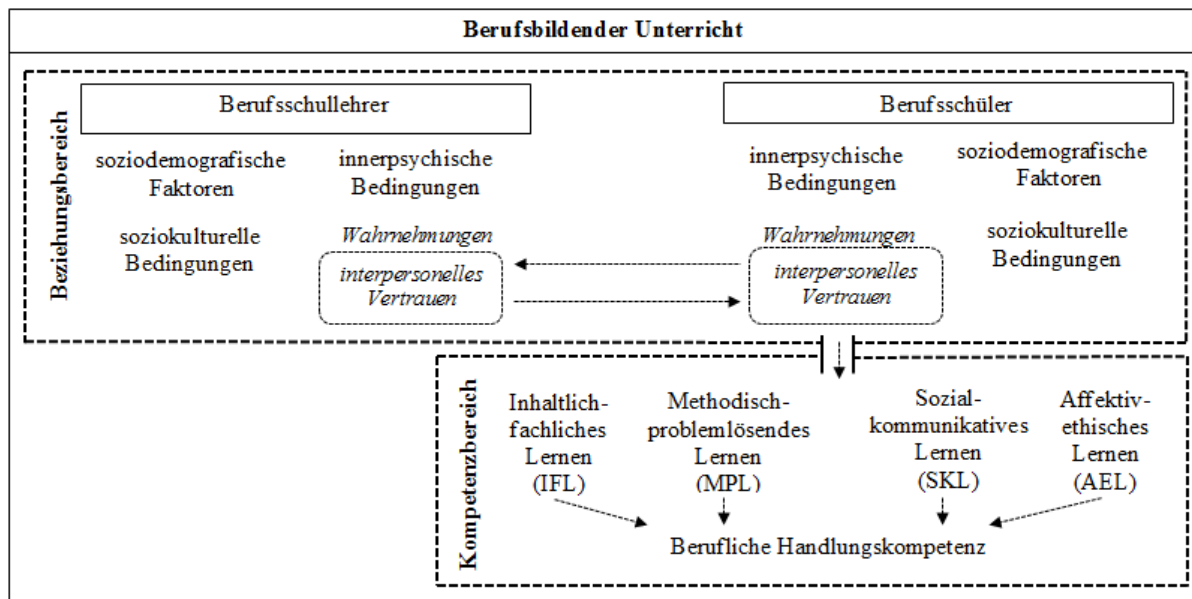 Berufsbildender Unterricht
Beziehungsbereich
Berufsschullehrer
soziodemografische
Faktoren
innerpsychische
Bedingungen
soziokulturelle
Bedingungen
Wahrnehmungen
interpersonelles
Vertrauen
Berufsschüler
innerpsychische
Bedingungen
soziodemografische
Faktoren
Wahrnehmungen
interpersonelles
Vertrauen
soziokulturelle
Bedingungen
Kompetenzbereich
Inhaltlich-
fachliches
Lernen
(IFL)
Methodisch-
problemlösendes
Lernen
(MPL)
Sozial-
kommunikatives
Lernen
(SKL)
Affektiv-
ethisches
Lernen
(AEL)
Berufliche Handlungskompetenz